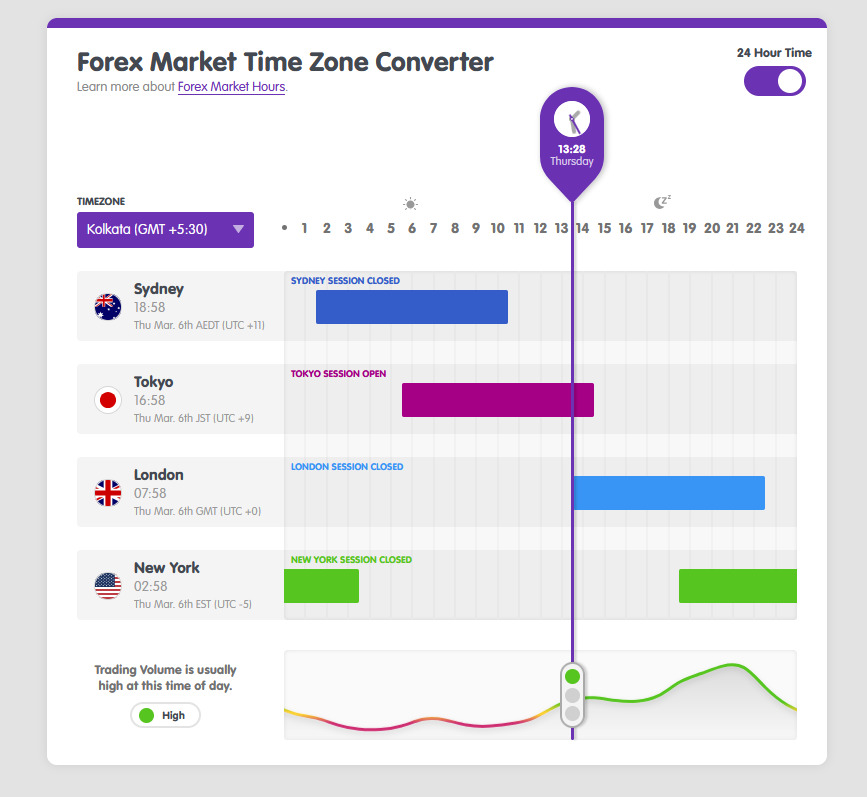 Forex Market Time Zone Converter
Learn more about Forex Market Hours.
24 Hour Time
13:28
Thursday
TIMEZONE
Kolkata (GMT +5:30)
1 2 3 4 5 6 7 8 9 10 11 12 13 14 15 16 17 18 19 20 21 22 23 24
SYDNEY SESSION CLOSED
Sydney
18:58
Thu Mar. 6th AEDT (UTC +11)
TOKYO SESSION OPEN
Tokyo
16:58
Thu Mar. 6th JST (UTC +9)
LONDON SESSION CLOSED
London
07:58
Thu Mar. 6th GMT (UTC +0)
NEW YORK SESSION CLOSED
New York
02:58
Thu Mar. 6th EST (UTC -5)
Trading Volume is usually
high at this time of day.
High